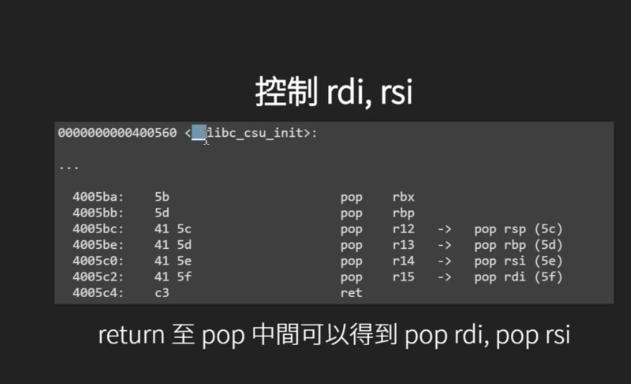 控制 rdi, rsi
0000000000400560 <__libc_csu_init>:
...
4005ba: 5b pop rbx
4005bb: 5d pop rbp
4005bc: 41 5c pop r12 -> pop rsp (5c)
4005be: 41 5d pop r13 -> pop rbp (5d)
4005c0: 41 5e pop r14 -> pop rsi (5e)
4005c2: 41 5f pop r15 -> pop rdi (5f)
4005c4: c3 ret
return 至 pop 中間可以得到 pop rdi, pop rsi